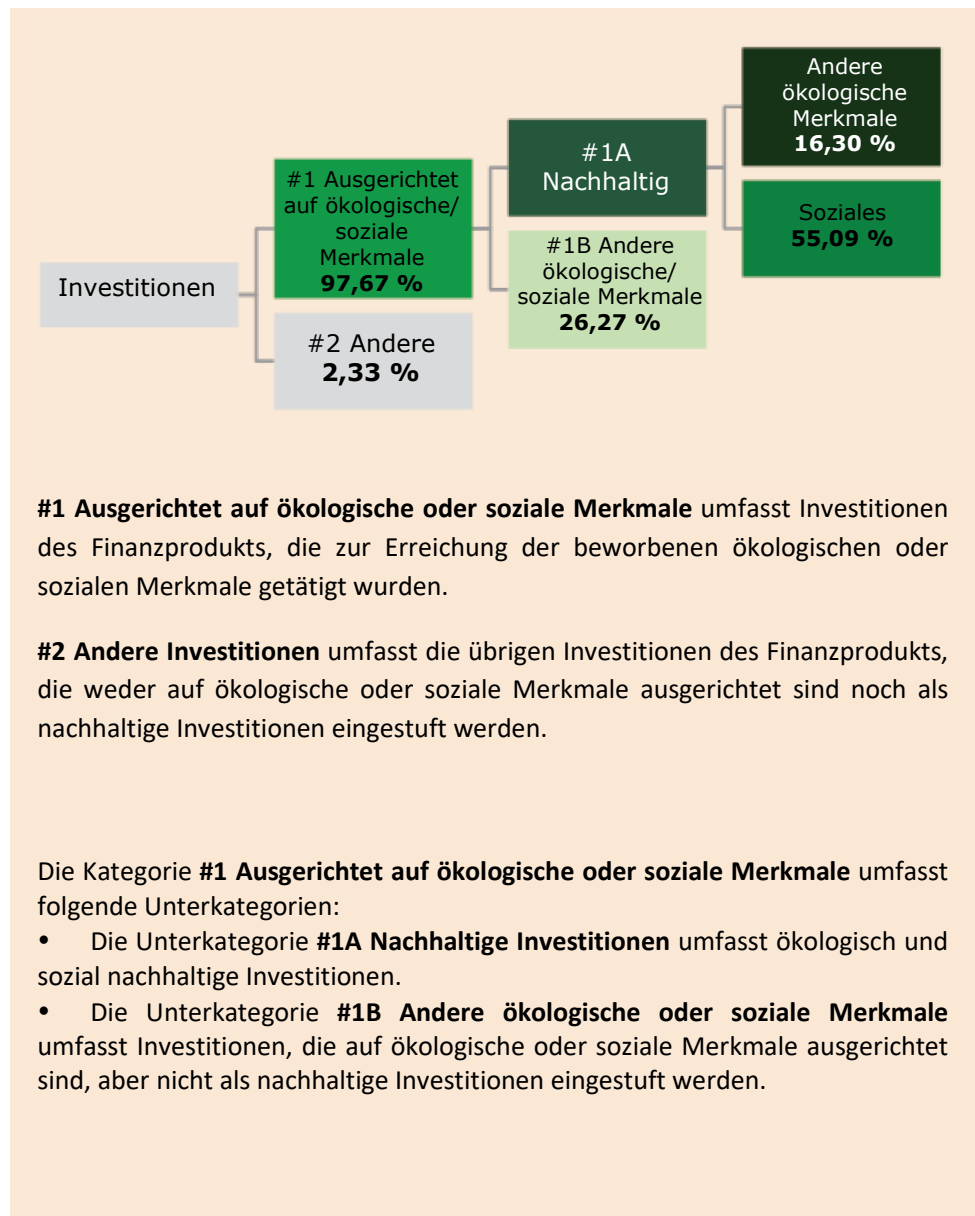 Investitionen
#1 Ausgerichtet
auf ökologische/
soziale
Merkmale
97,67 %
#2 Andere
2,33 %
#1A
Nachhaltig
#1B Andere
ökologische/
soziale Merkmale
26,27 %
Andere
ökologische
Merkmale
16,30 %
Soziales
55,09 %
#1 Ausgerichtet auf ökologische oder soziale Merkmale umfasst Investitionen
des Finanzprodukts, die zur Erreichung der beworbenen ökologischen oder
sozialen Merkmale getätigt wurden.
#2 Andere Investitionen umfasst die übrigen Investitionen des Finanzprodukts,
die weder auf ökologische oder soziale Merkmale ausgerichtet sind noch als
nachhaltige Investitionen eingestuft werden.
Die Kategorie #1 Ausgerichtet auf ökologische oder soziale Merkmale umfasst
folgende Unterkategorien:
• Die Unterkategorie #1A Nachhaltige Investitionen umfasst ökologisch und
sozial nachhaltige Investitionen.
• Die Unterkategorie #1B Andere ökologische oder soziale Merkmale
umfasst Investitionen, die auf ökologische oder soziale Merkmale ausgerichtet
sind, aber nicht als nachhaltige Investitionen eingestuft werden.